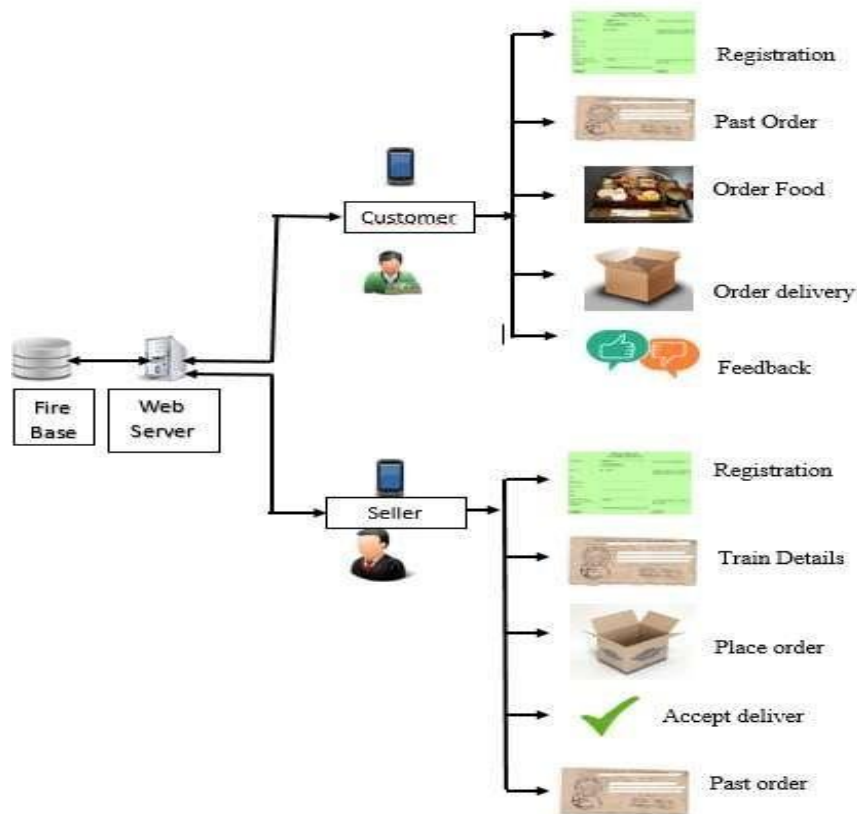 Registration
Past Order
Order Food
Customer
Order delivery
Feedback
Fire
Base
Web
Server
Registration
Seller
Train Details
Place order
Accept deliver
Past order